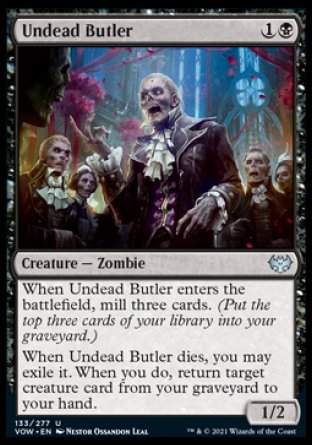 Undead Butler 1
Creature — Zombie
When Undead Butler enters the
battlefield, mill three cards. (Put the
top three cards of your library into your
graveyard.)
When Undead Butler dies, you may
exile it. When you do, return target
creature card from your graveyard to
your hand.
1/2
133/277 U
VOW • EN NESTOR OSSANDON LEAL
™ & © 2021 Wizards of the Coast